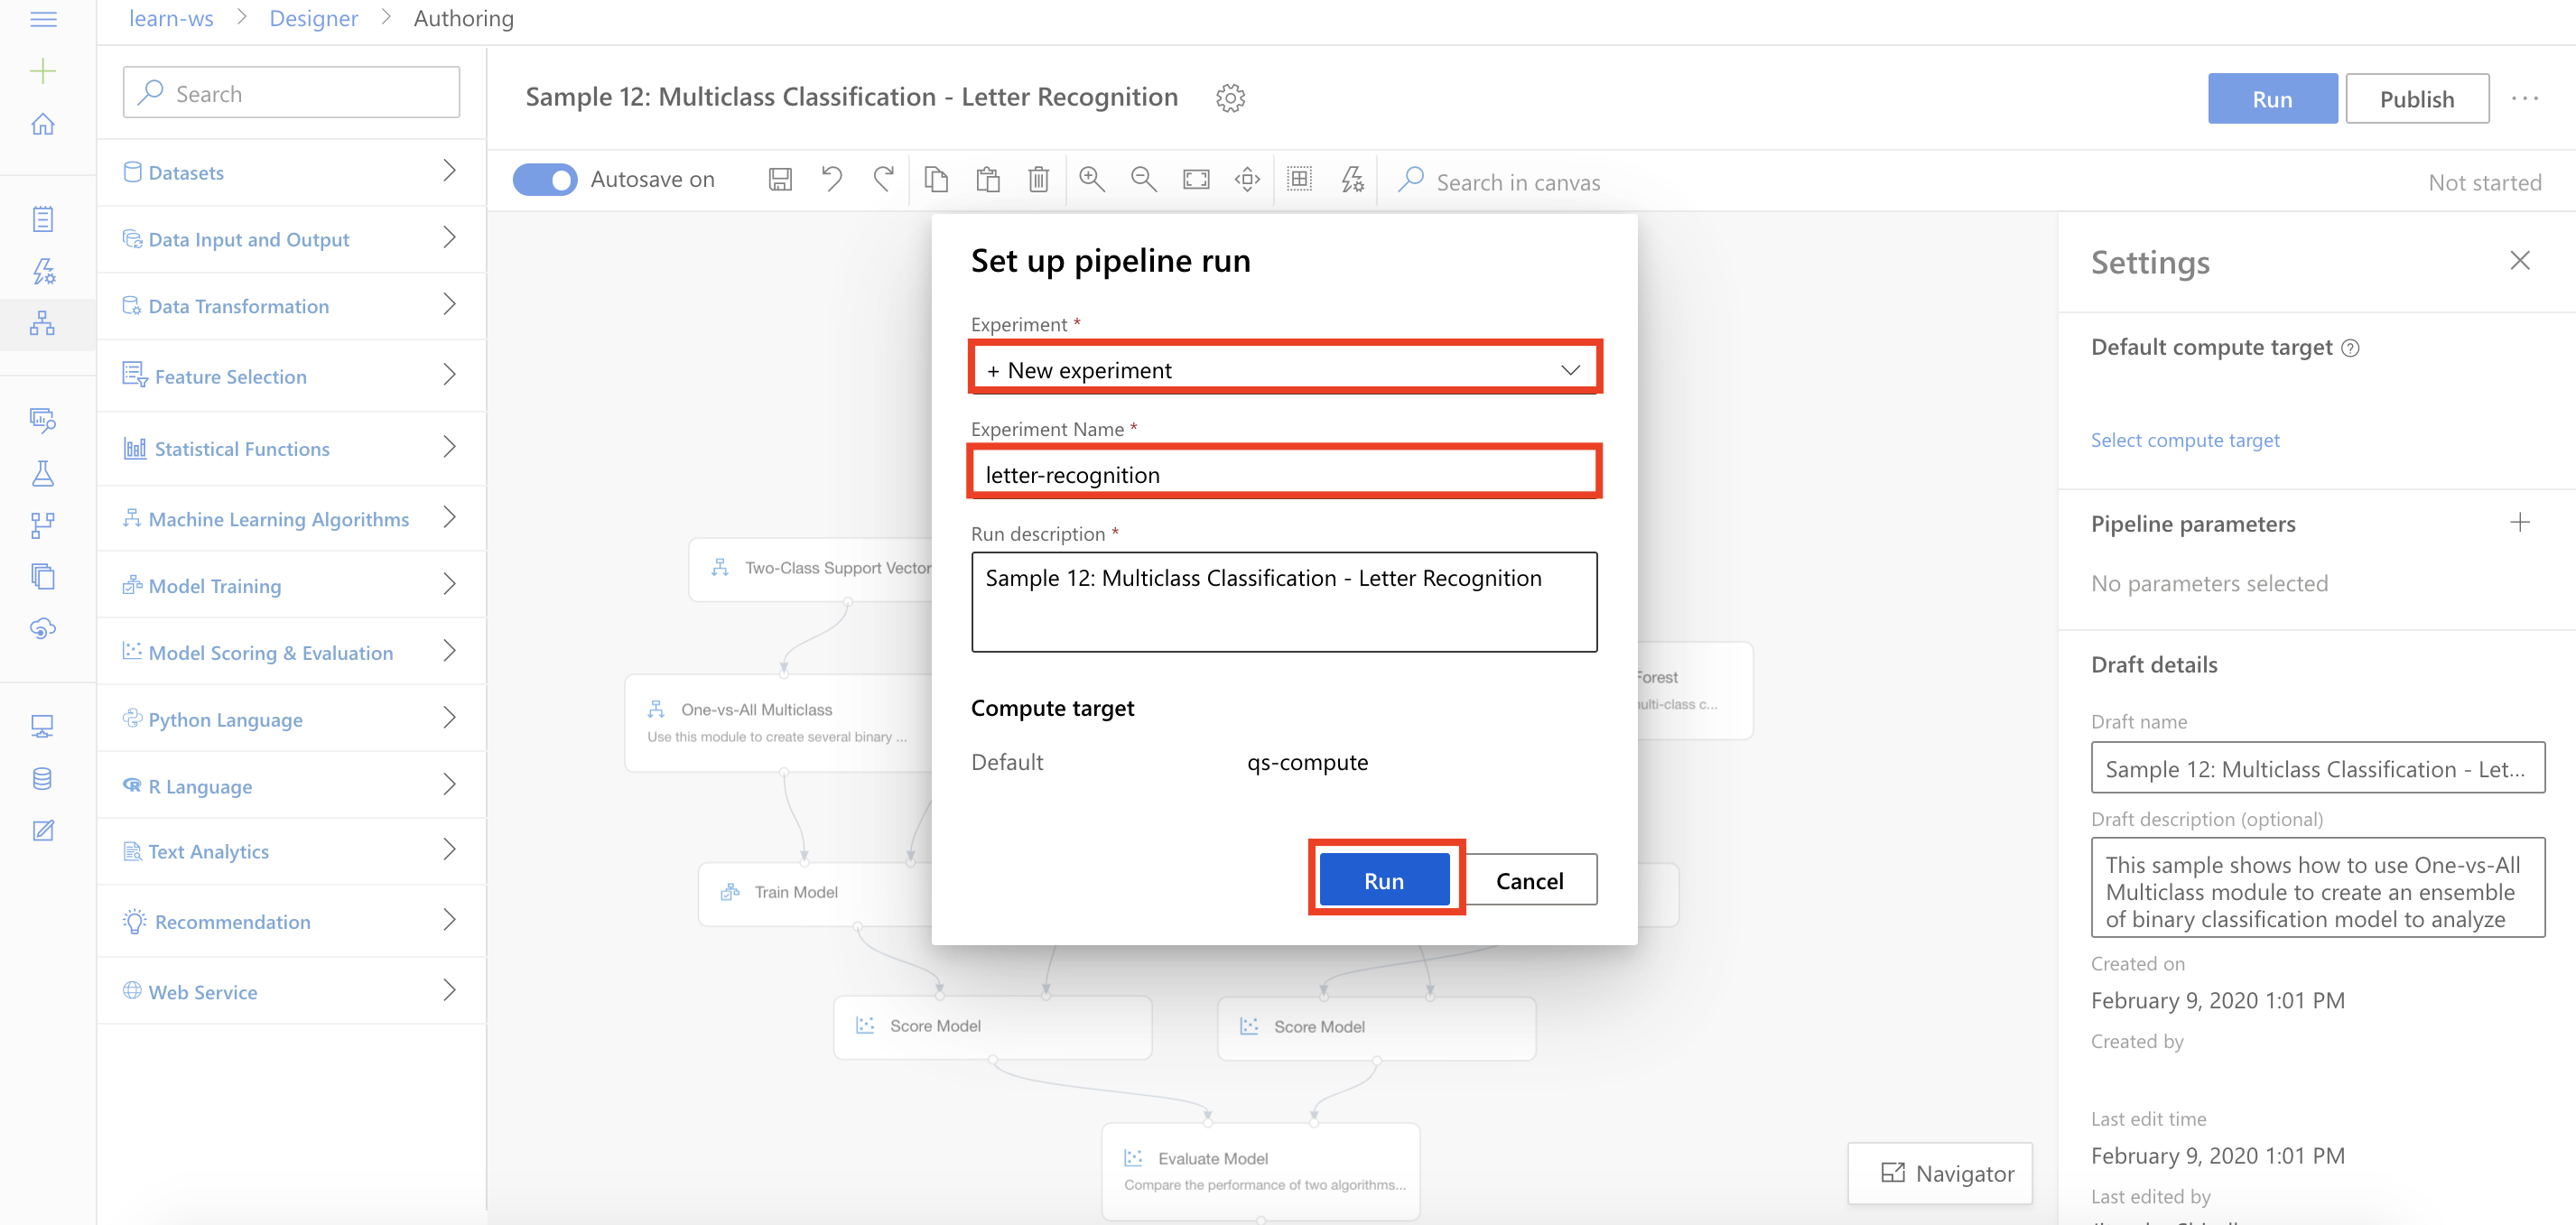 learn-ws > Designer > Authoring
Search
Datasets
Data Input and Output
Data Transformation
Feature Selection
Statistical Functions
Machine Learning Algorithms
Model Training
Model Scoring & Evaluation
Python Language
R Language
Text Analytics
Recommendation
Web Service
Sample 12: Multiclass Classification - Letter Recognition
Run
Publish
Autosave on
Search in canvas
Not started
Two-Class Support Vector
One-vs-All Multiclass
Use this module to create several binary ...
Forest
ulti-class c...
Train Model
Score Model
Score Model
Evaluate Model
Compare the performance of two algorithms...
Navigator
Set up pipeline run
Experiment *
+ New experiment
Experiment Name *
letter-recognition
Run description *
Sample 12: Multiclass Classification - Letter Recognition
Compute target
Default qs-compute
Run
Cancel
Settings
Default compute target
Select compute target
Pipeline parameters
No parameters selected
Draft details
Draft name
Sample 12: Multiclass Classification - Let...
Draft description (optional)
This sample shows how to use One-vs-All
Multiclass module to create an ensemble
of binary classification model to analyze
Created on
February 9, 2020 1:01 PM
Created by
Last edit time
February 9, 2020 1:01 PM
Last edited by